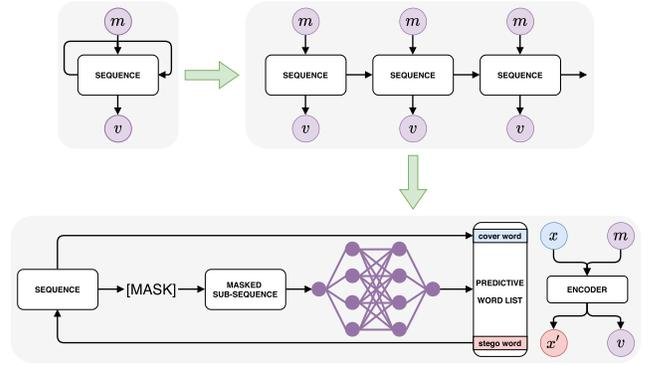 m
SEQUENCE
v
m m m
SEQUENCE SEQUENCE SEQUENCE
v v v
cover word
x m
SEQUENCE
[MASK]
MASKED
SUB-SEQUENCE
PREDICTIVE
WORD LIST
ENCODER
stego word
x′ v